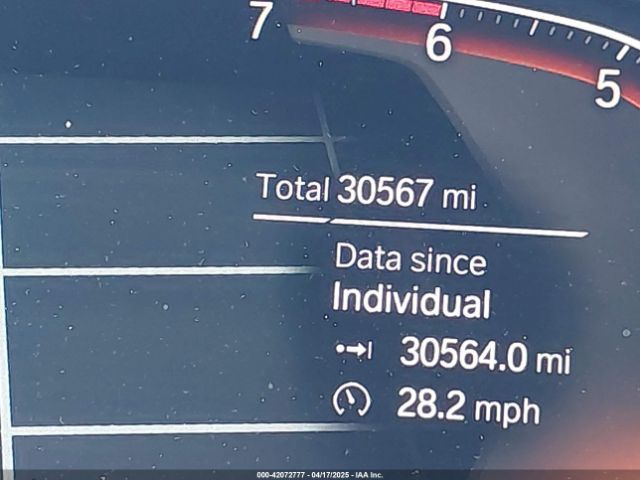 7
6
5
Total 30567 mi
Data since
Individual
30564.0 mi
28.2 mph
000-42072777 - 04/17/2025 - IAA Inc.